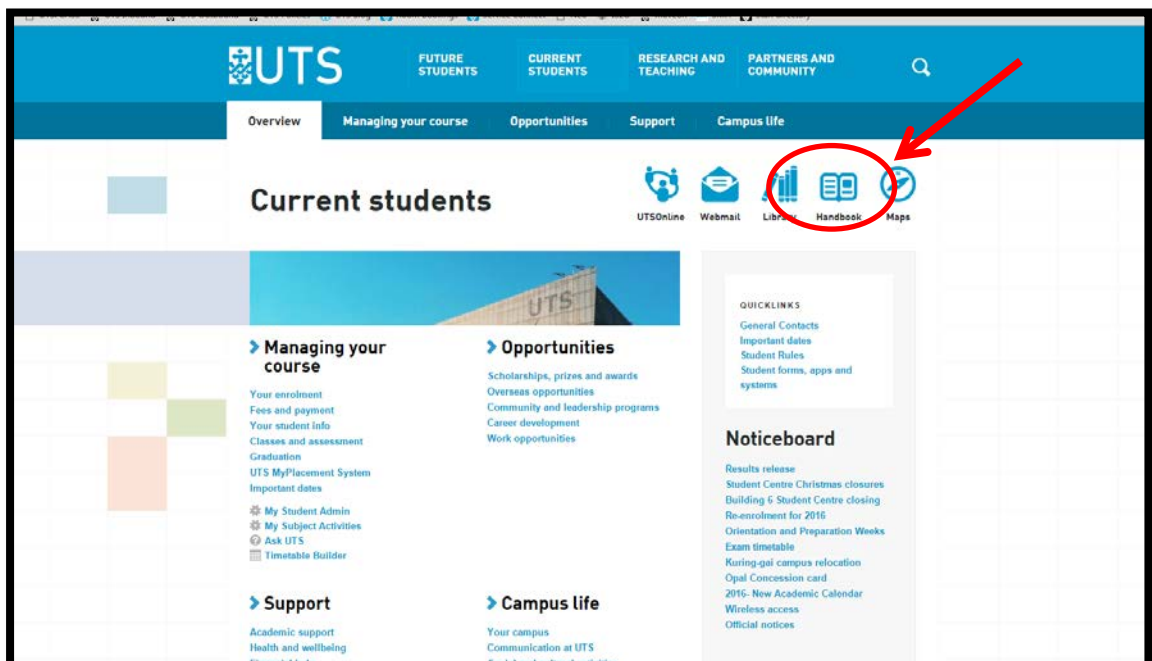 UTS
FUTURE
STUDENTS
CURRENT
STUDENTS
RESEARCH AND
TEACHING
PARTNERS AND
COMMUNITY
Overview Managing your course Opportunities Support Campus life
Current students
UTSOnline Webmail Library Handbook Maps
UTS
Managing your
course
Your enrolment
Fees and payment
Your student info
Classes and assessment
Graduation
UTS MyPlacement System
Important dates
My Student Admin
My Subject Activities
Ask UTS
Timetable Builder
Opportunities
Scholarships, prizes and awards
Overseas opportunities
Community and leadership programs
Career development
Work opportunities
Support
Academic support
Health and wellbeing
Campus life
Your campus
Communication at UTS
QUICKLINKS
General Contacts
Important dates
Student Rules
Student forms, apps and
systems
Noticeboard
Results release
Student Centre Christmas closures
Building 6 Student Centre closing
Re-enrolment for 2016
Orientation and Preparation Weeks
Exam timetable
Kuring-gai campus relocation
Opal Concession card
2016- New Academic Calendar
Wireless access
Official notices